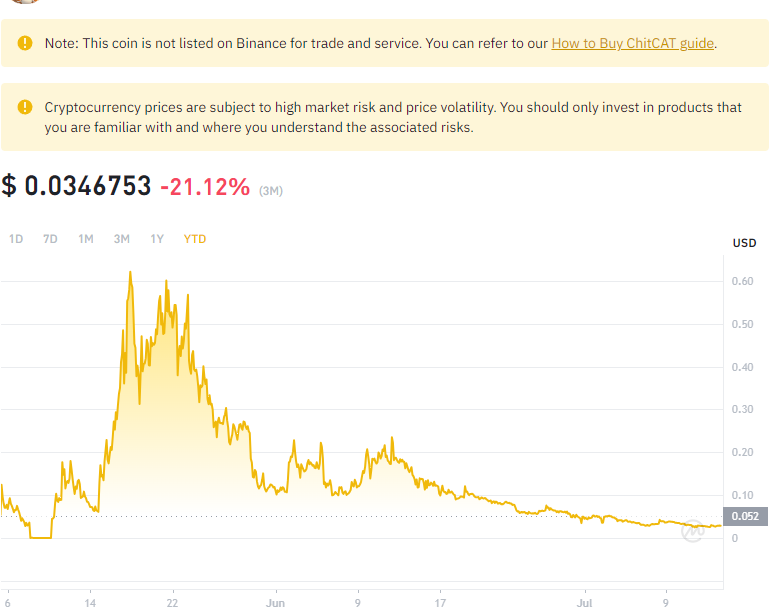 Note: This coin is not listed on Binance for trade and service. You can refer to our How to Buy ChitCAT guide.
Cryptocurrency prices are subject to high market risk and price volatility. You should only invest in products that
you are familiar with and where you understand the associated risks.
$ 0.0346753 -21.12% (3M)
1D 7D 1M 3M 1Y YTD
USD
0.60
0.50
0.40
0.30
0.20
0.10
0.052
0
6 14 22 Jun 9 17 Jul 9